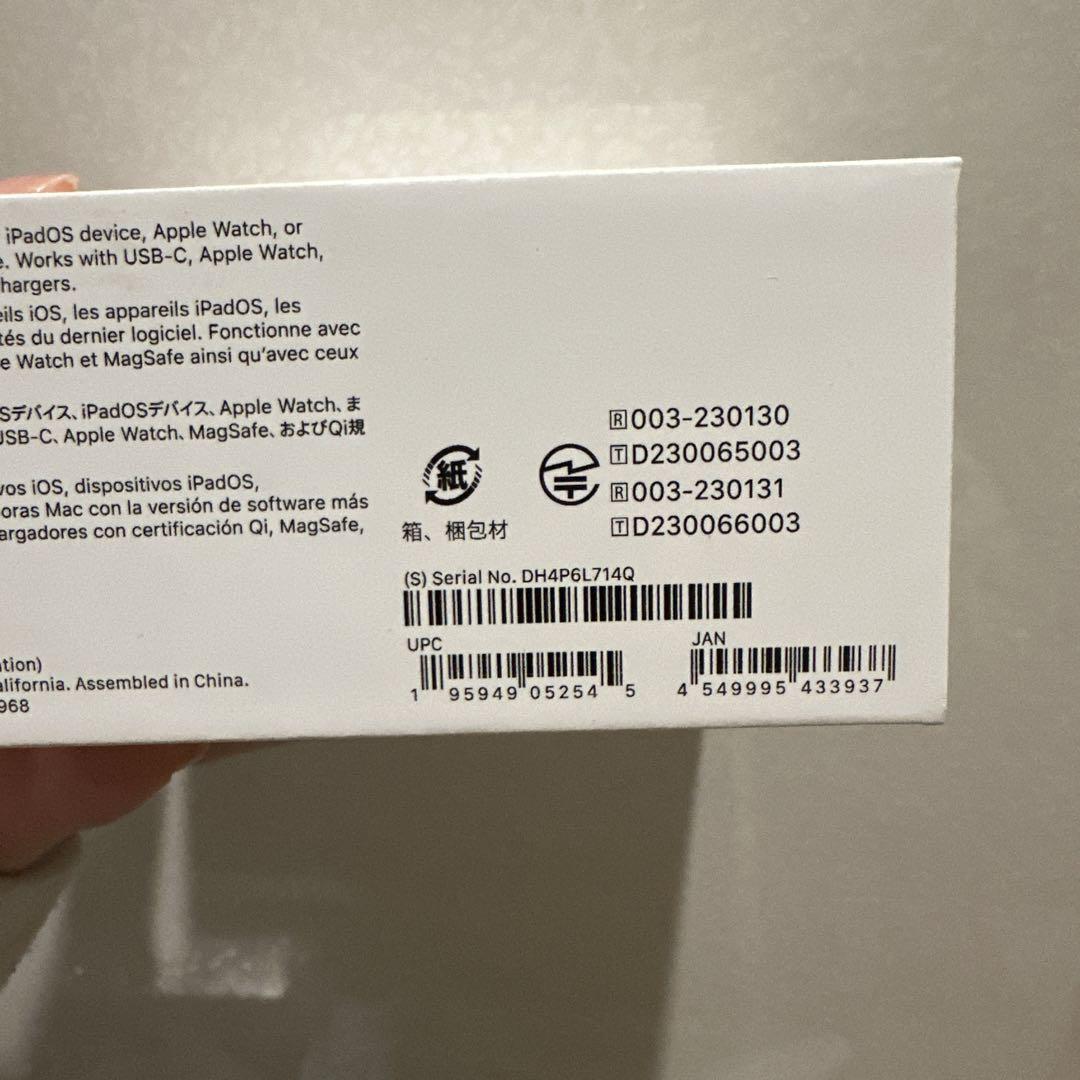 iPadOS device, Apple Watch, or
e. Works with USB-C, Apple Watch,
hargers.
eils iOS, les appareils iPadOS, les
tés du dernier logiciel. Fonctionne avec
e Watch et MagSafe ainsi qu'avec ceux
Sデバイス、iPadOSデバイス、Apple Watch、ま
USB-C、Apple Watch、MagSafe、およびQi規
vos iOS, dispositivos iPadOS,
oras Mac con la versión de software más
argadores con certificación Qi, MagSafe,
紙
箱、梱包材
R 003-230130
T D230065003
R 003-230131
T D230066003
(S) Serial No. DH4P6L714Q
UPC
1 95949 05254 5
JAN
4 549995 433937
ation)
alifornia. Assembled in China.
968